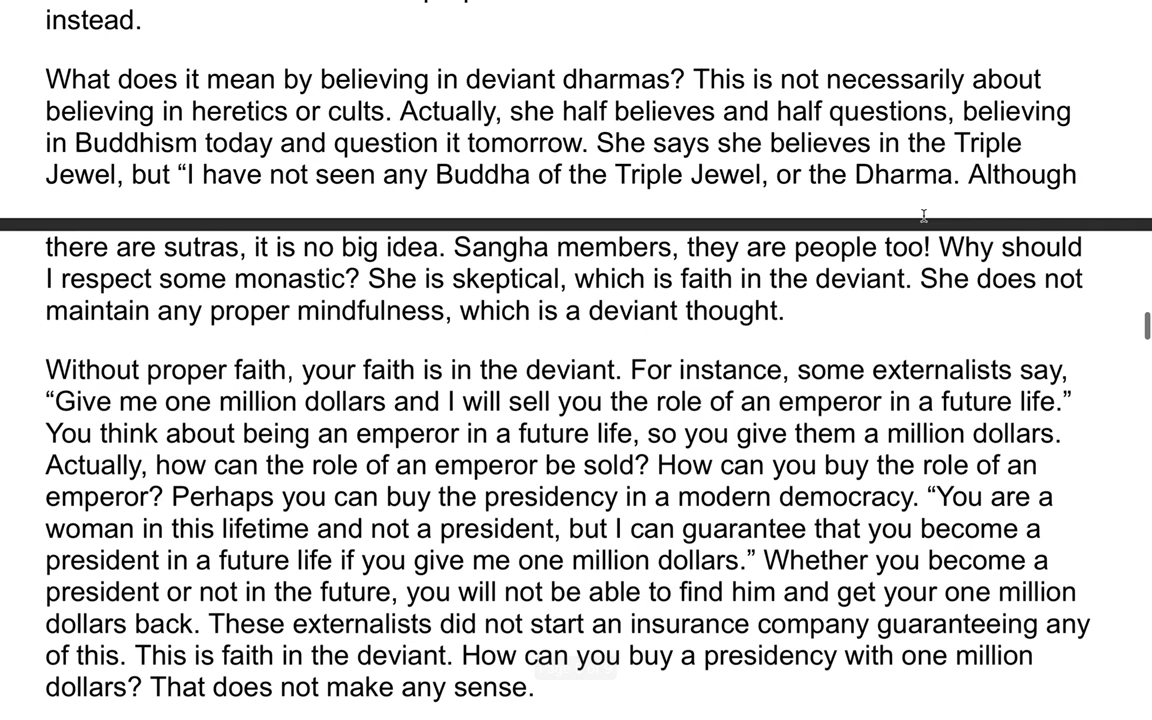 instead.
What does it mean by believing in deviant dharmas? This is not necessarily about
believing in heretics or cults. Actually, she half believes and half questions, believing
in Buddhism today and question it tomorrow. She says she believes in the Triple
Jewel, but “I have not seen any Buddha of the Triple Jewel, or the Dharma. Although
there are sutras, it is no big idea. Sangha members, they are people too! Why should
I respect some monastic? She is skeptical, which is faith in the deviant. She does not
maintain any proper mindfulness, which is a deviant thought.
Without proper faith, your faith is in the deviant. For instance, some externalists say,
“Give me one million dollars and I will sell you the role of an emperor in a future life.”
You think about being an emperor in a future life, so you give them a million dollars.
Actually, how can the role of an emperor be sold? How can you buy the role of an
emperor? Perhaps you can buy the presidency in a modern democracy. “You are a
woman in this lifetime and not a president, but I can guarantee that you become a
president in a future life if you give me one million dollars.” Whether you become a
president or not in the future, you will not be able to find him and get your one million
dollars back. These externalists did not start an insurance company guaranteeing any
of this. This is faith in the deviant. How can you buy a presidency with one million
dollars? That does not make any sense.